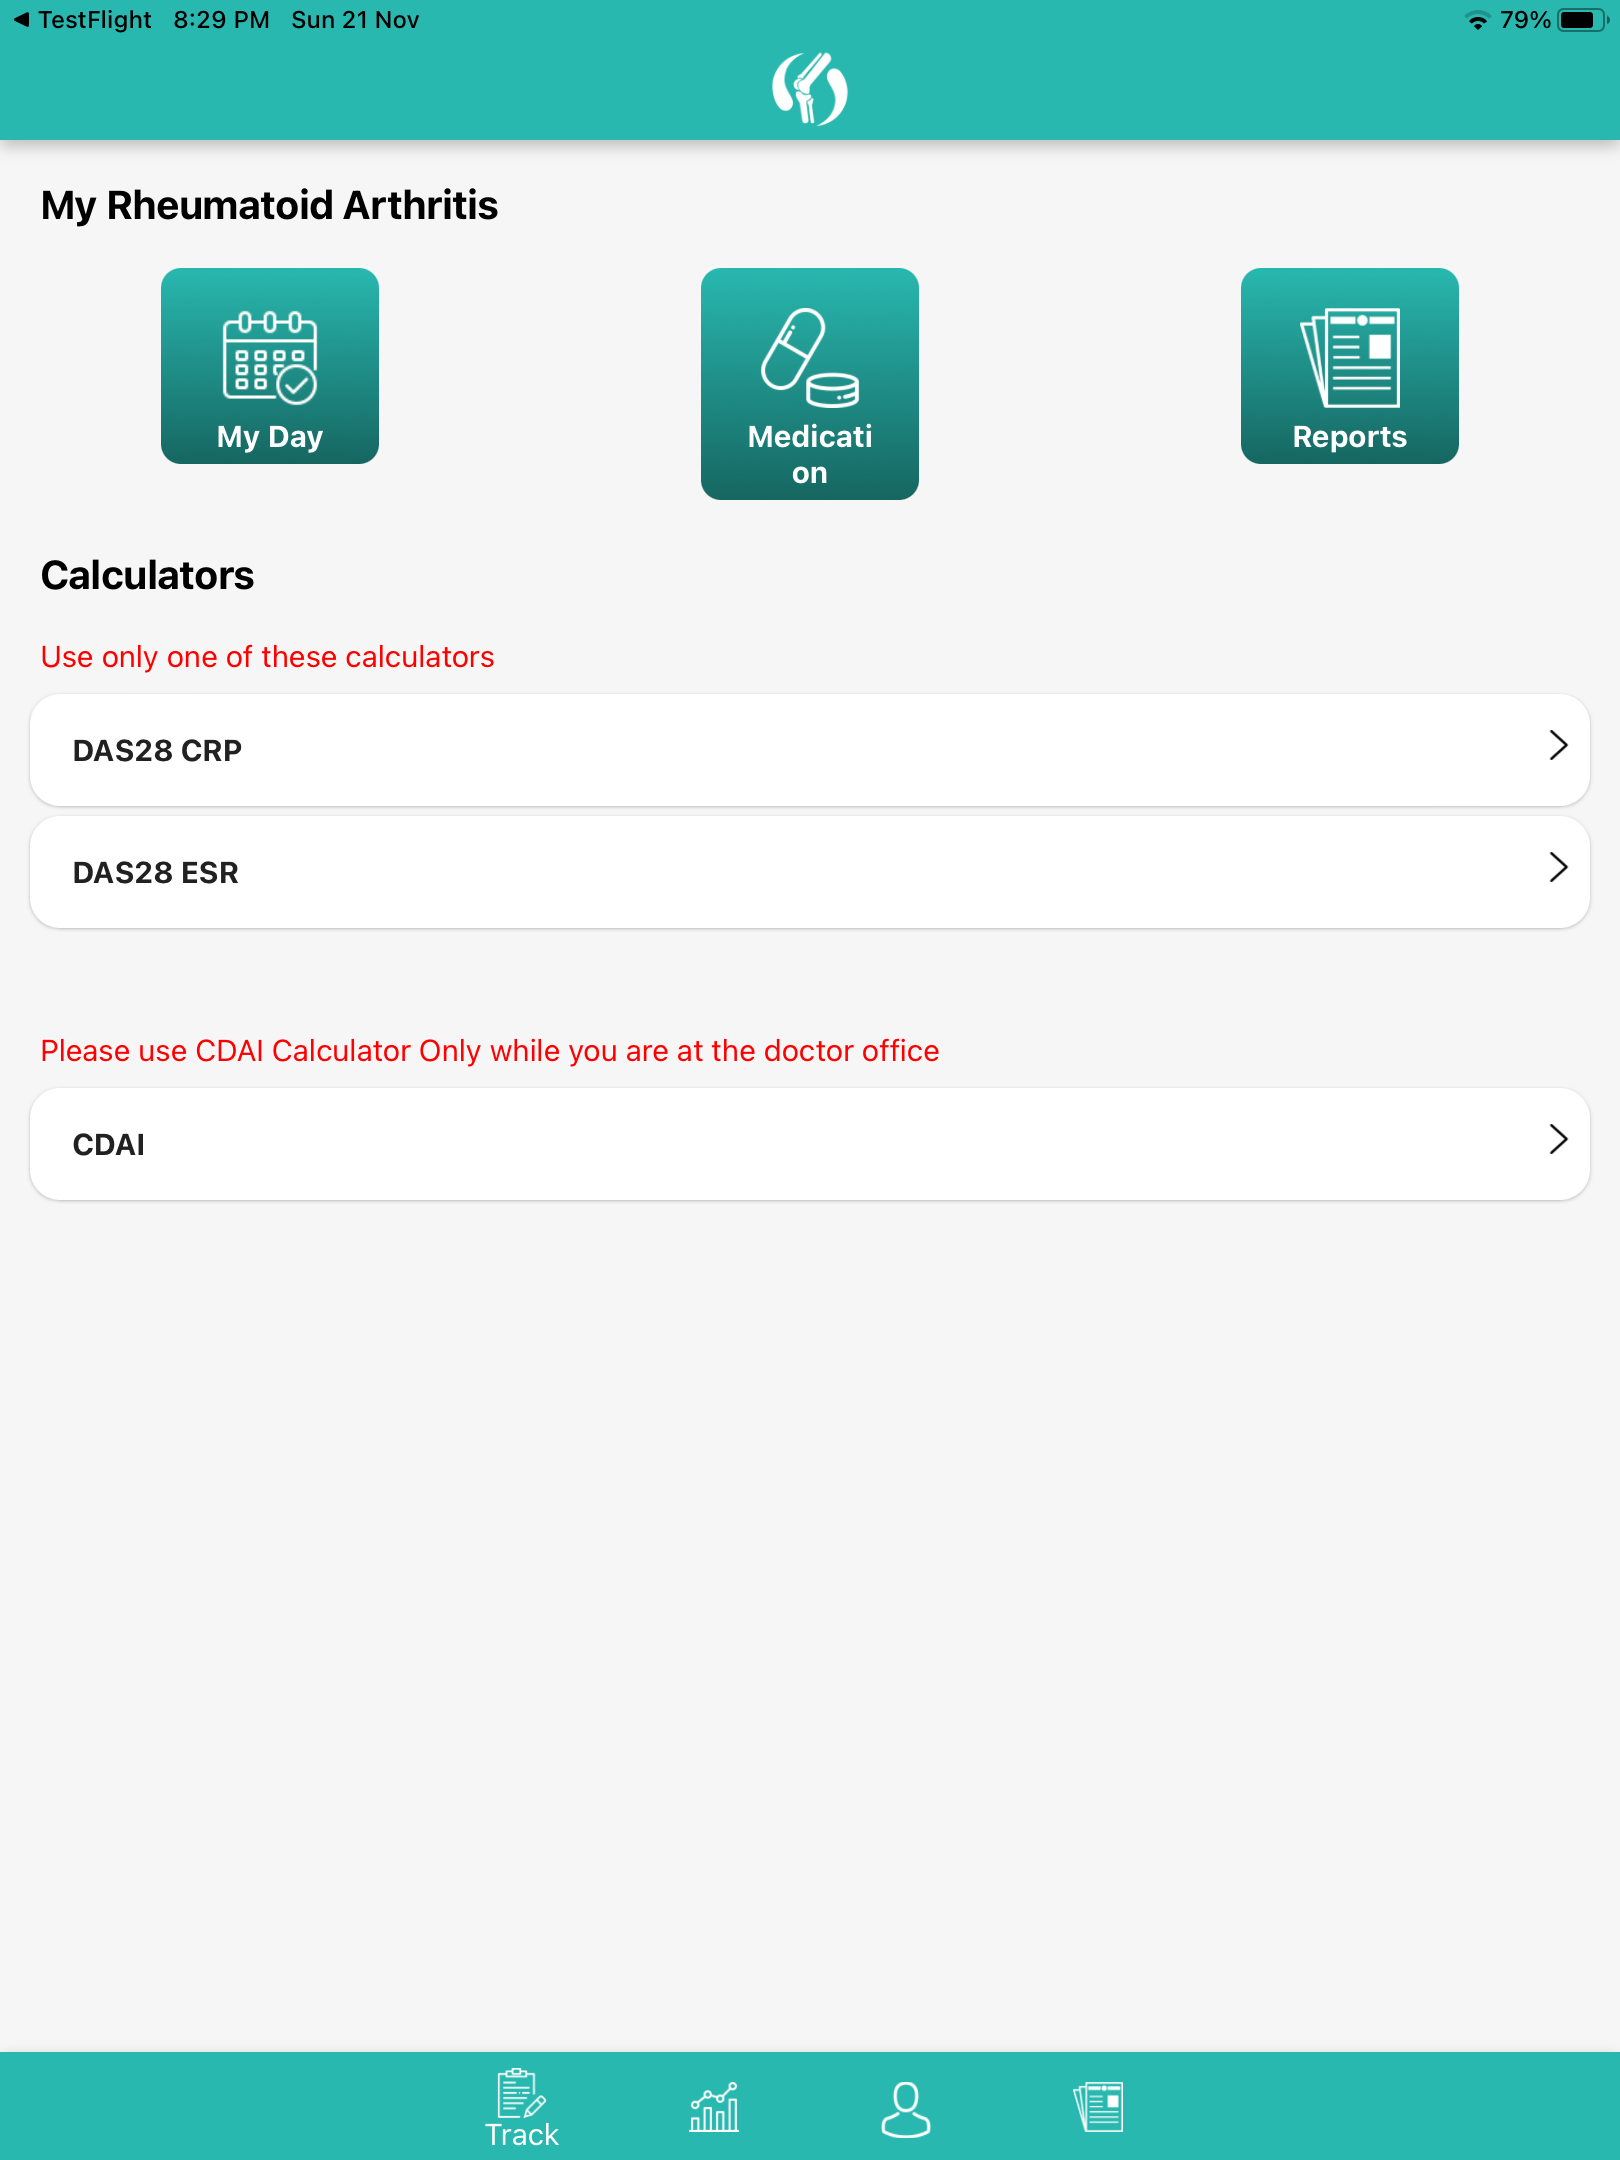 TestFlight 8:29 PM Sun 21 Nov 79%
My Rheumatoid Arthritis
My Day
Medicati
on
Reports
Calculators
Use only one of these calculators
DAS28 CRP
DAS28 ESR
Please use CDAI Calculator Only while you are at the doctor office
CDAI
Track